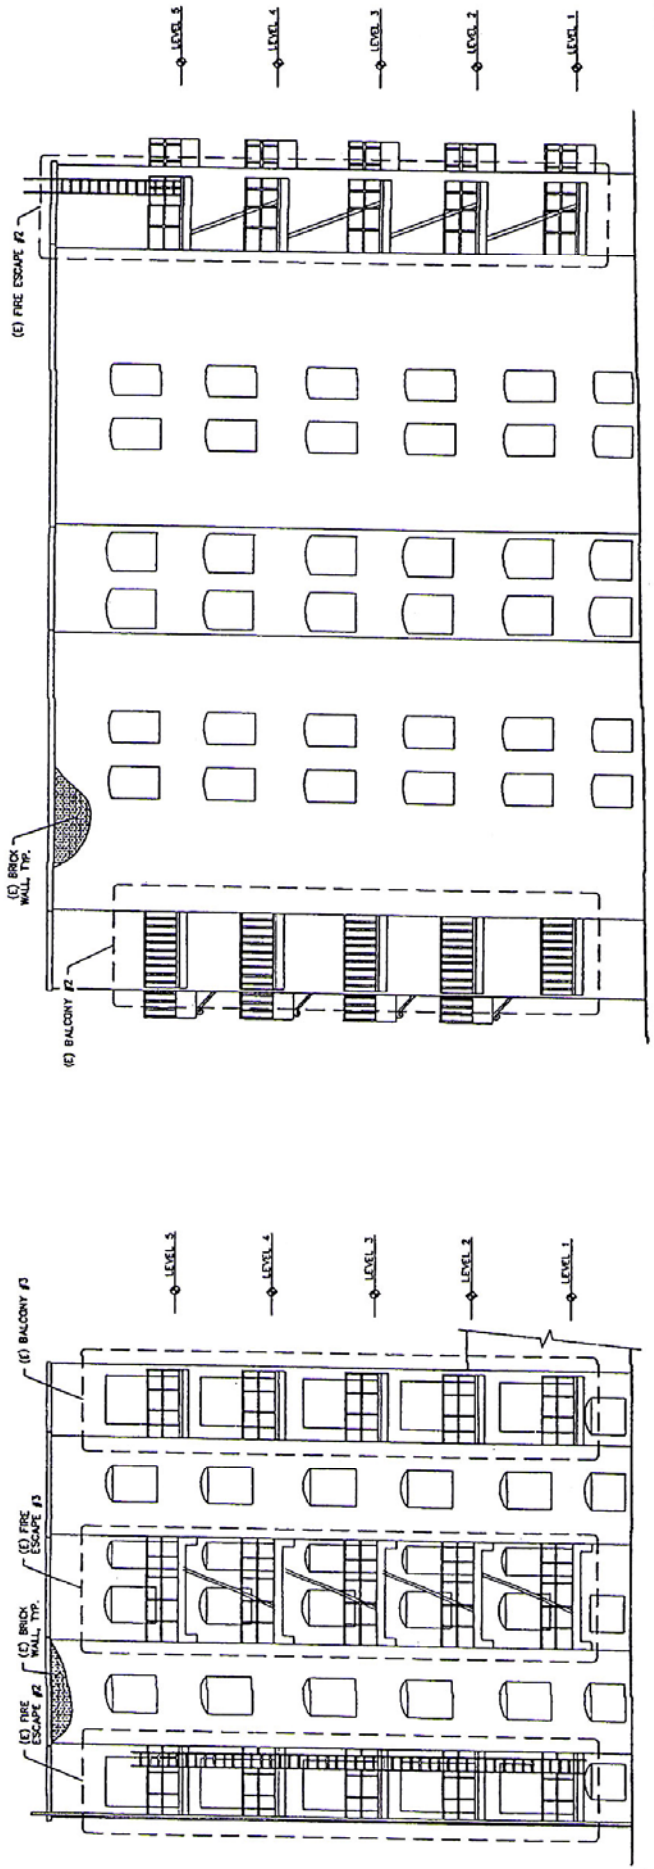 (E) FIRE ESCAPE #2
(E) BRICK
WALL, TYP.
(E) BALCONY #2
LEVEL 5
LEVEL 4
LEVEL 3
LEVEL 2
LEVEL 1
(E) FIRE
ESCAPE #2
(E) BRICK
WALL, TYP.
(E) FIRE
ESCAPE #3
(E) BALCONY #3
LEVEL 5
LEVEL 4
LEVEL 3
LEVEL 2
LEVEL 1